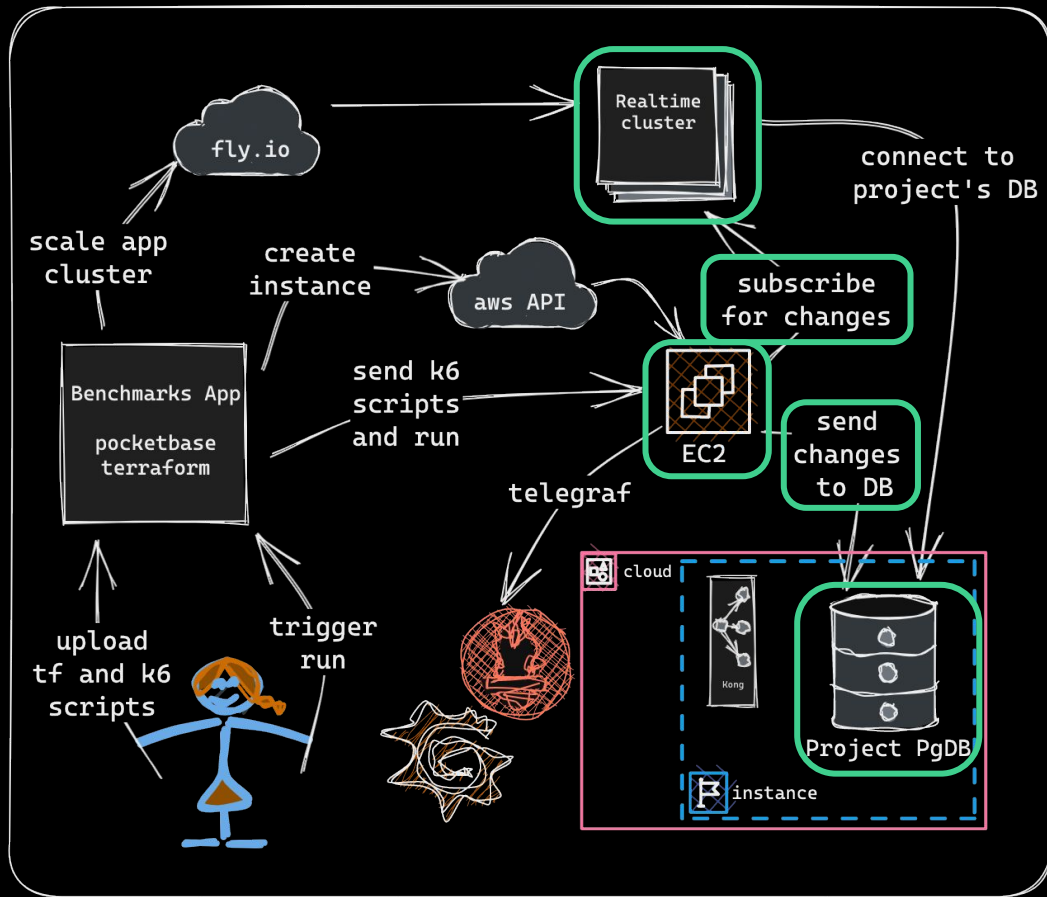 Realtime
cluster
fly.io
connect to
project's DB
scale app
cluster
create
instance
aws API
subscribe
for changes
Benchmarks App
pocketbase
terraform
send k6
scripts
and run
EC2
send
changes
to DB
telegraf
cloud
Kong
Project PgDB
instance
upload
tf and k6
scripts
trigger
run